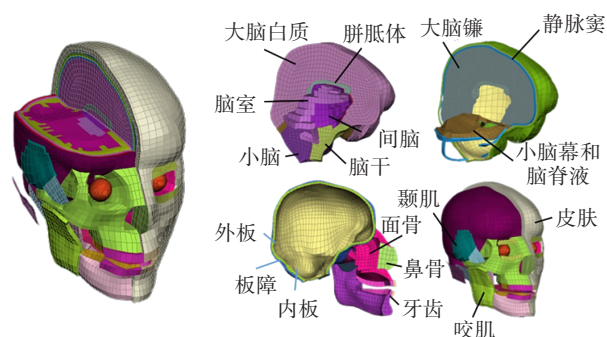 大脑白质
胼胝体
大脑镰
静脉窦
脑室
间脑
小脑
脑干
小脑幕和
脑脊液
外板
面骨
颞肌
皮肤
鼻骨
板障
内板
牙齿
咬肌